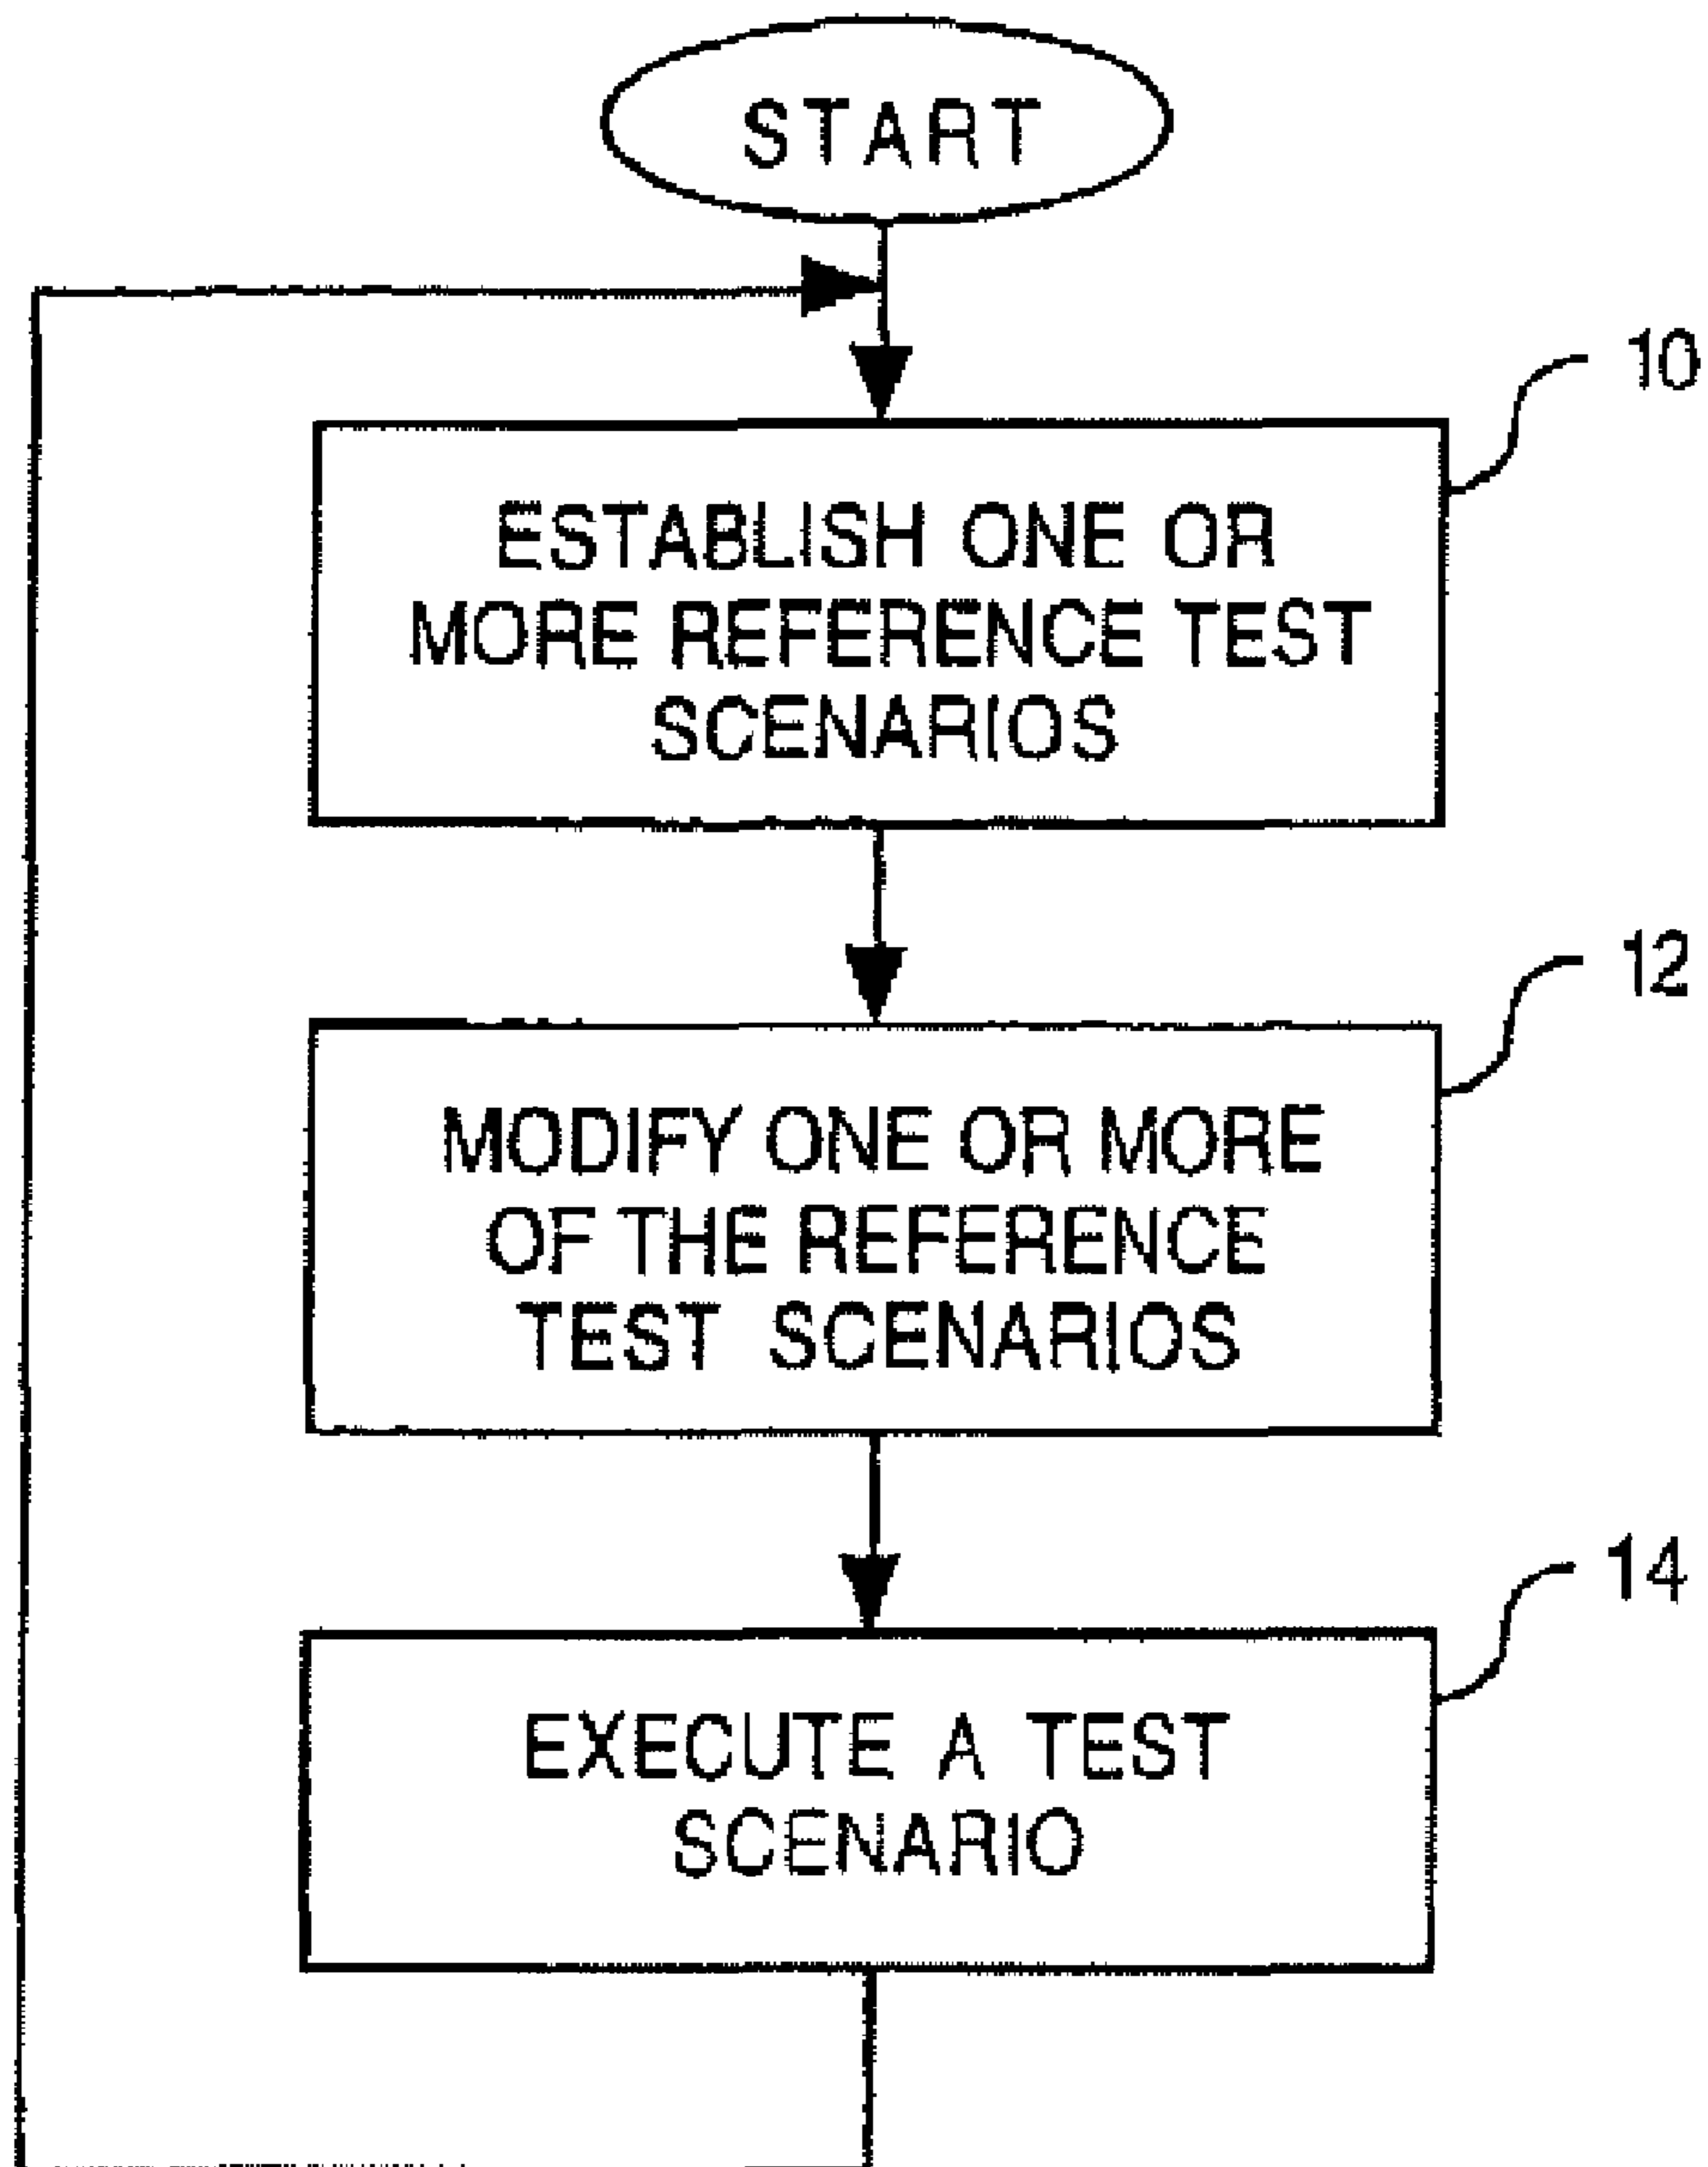 START
10
ESTABLISH ONE OR
MORE REFERENCE TEST
SCENARIOS
12
MODIFY ONE OR MORE
OF THE REFERENCE
TEST SCENARIOS
14
EXECUTE A TEST
SCENARIO